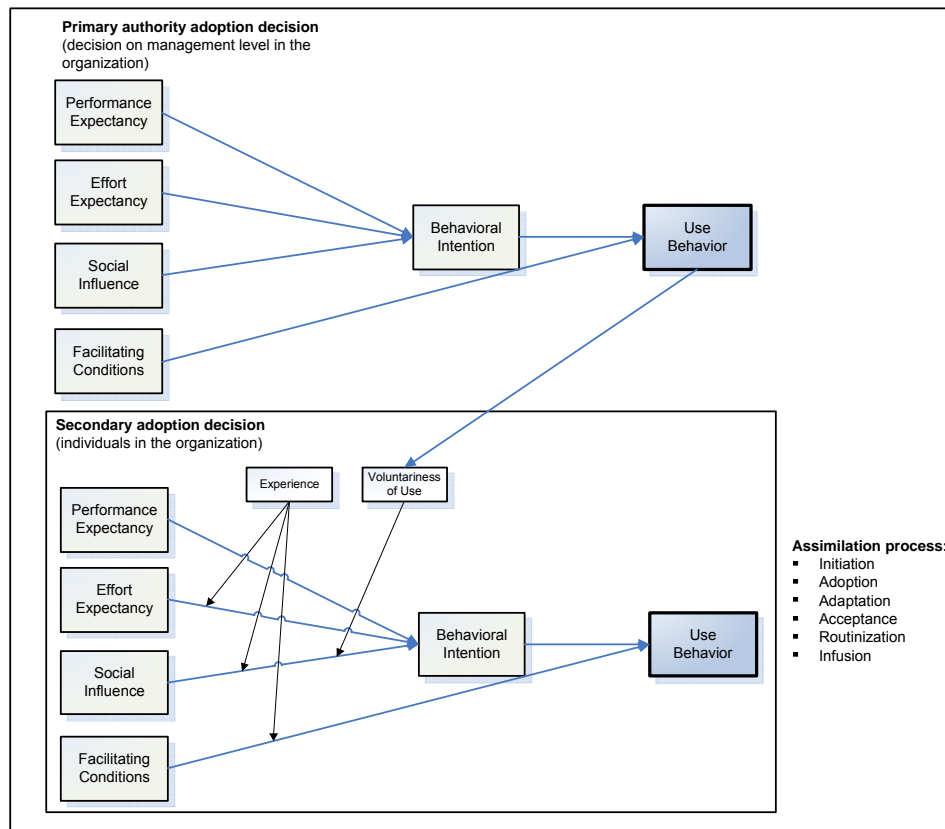 Primary authority adoption decision
(decision on management level in the
organization)
Performance
Expectancy
Effort
Expectancy
Social
Influence
Facilitating
Conditions
Behavioral
Intention
Use
Behavior
Secondary adoption decision
(individuals in the organization)
Experience
Voluntariness
of Use
Performance
Expectancy
Effort
Expectancy
Social
Influence
Facilitating
Conditions
Behavioral
Intention
Use
Behavior
Assimilation process:
▪ Initiation
▪ Adoption
▪ Adaptation
▪ Acceptance
▪ Routinization
▪ Infusion